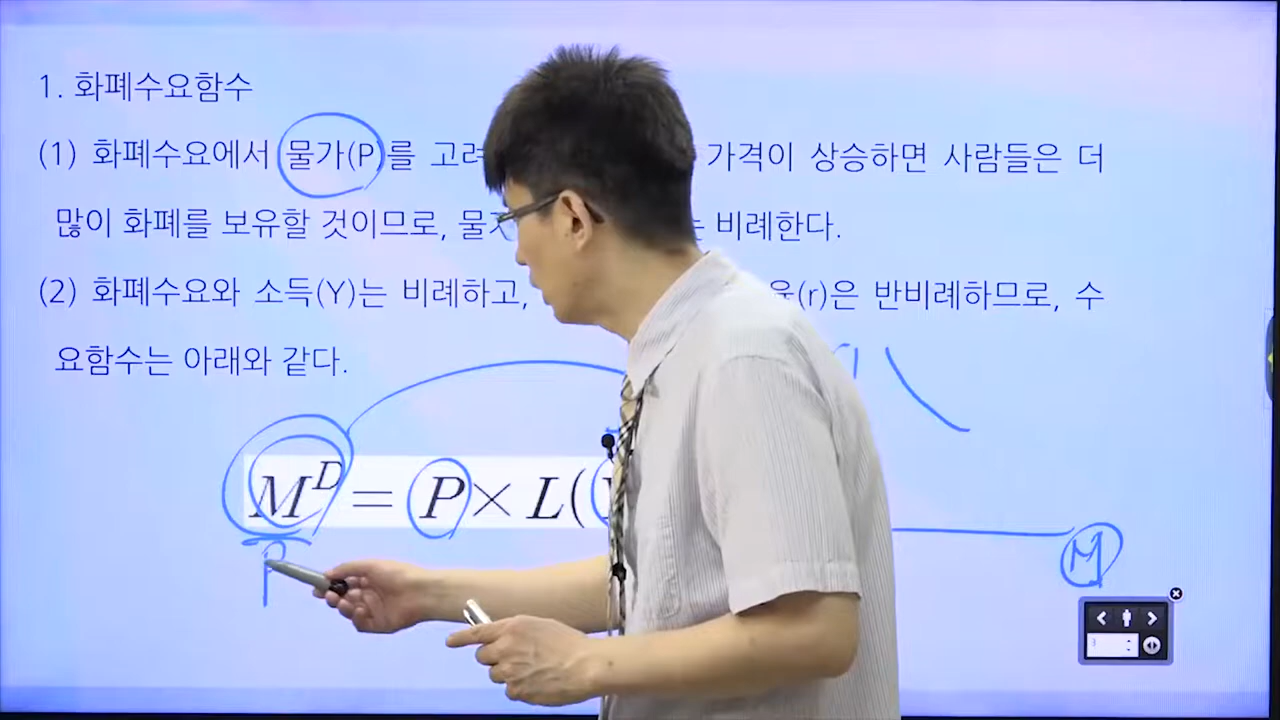 1. 화폐수요함수
(1) 화폐수요에서 물가(P)를 고려 가격이 상승하면 사람들은 더
많이 화폐를 보유할 것이므로, 비례한다.
(2) 화폐수요와 소득(Y)는 비례하고, (r)은 반비례하므로, 수
요함수는 아래와 같다.
M^D = P × L(
P
M
3